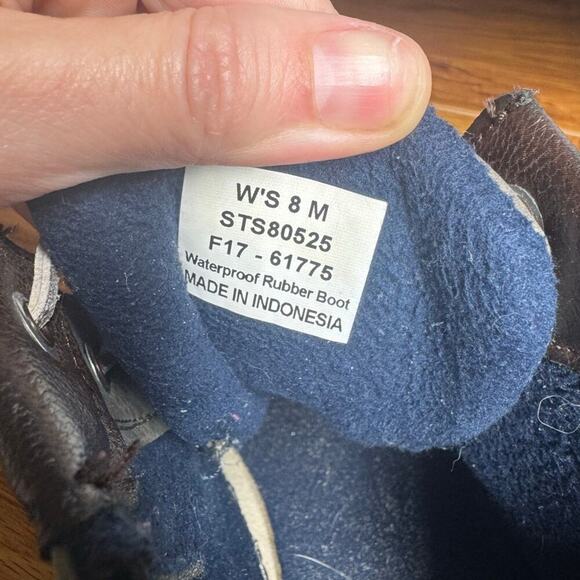 W'S 8 M
STS80525
F17 - 61775
Waterproof Rubber Boot
MADE IN INDONESIA